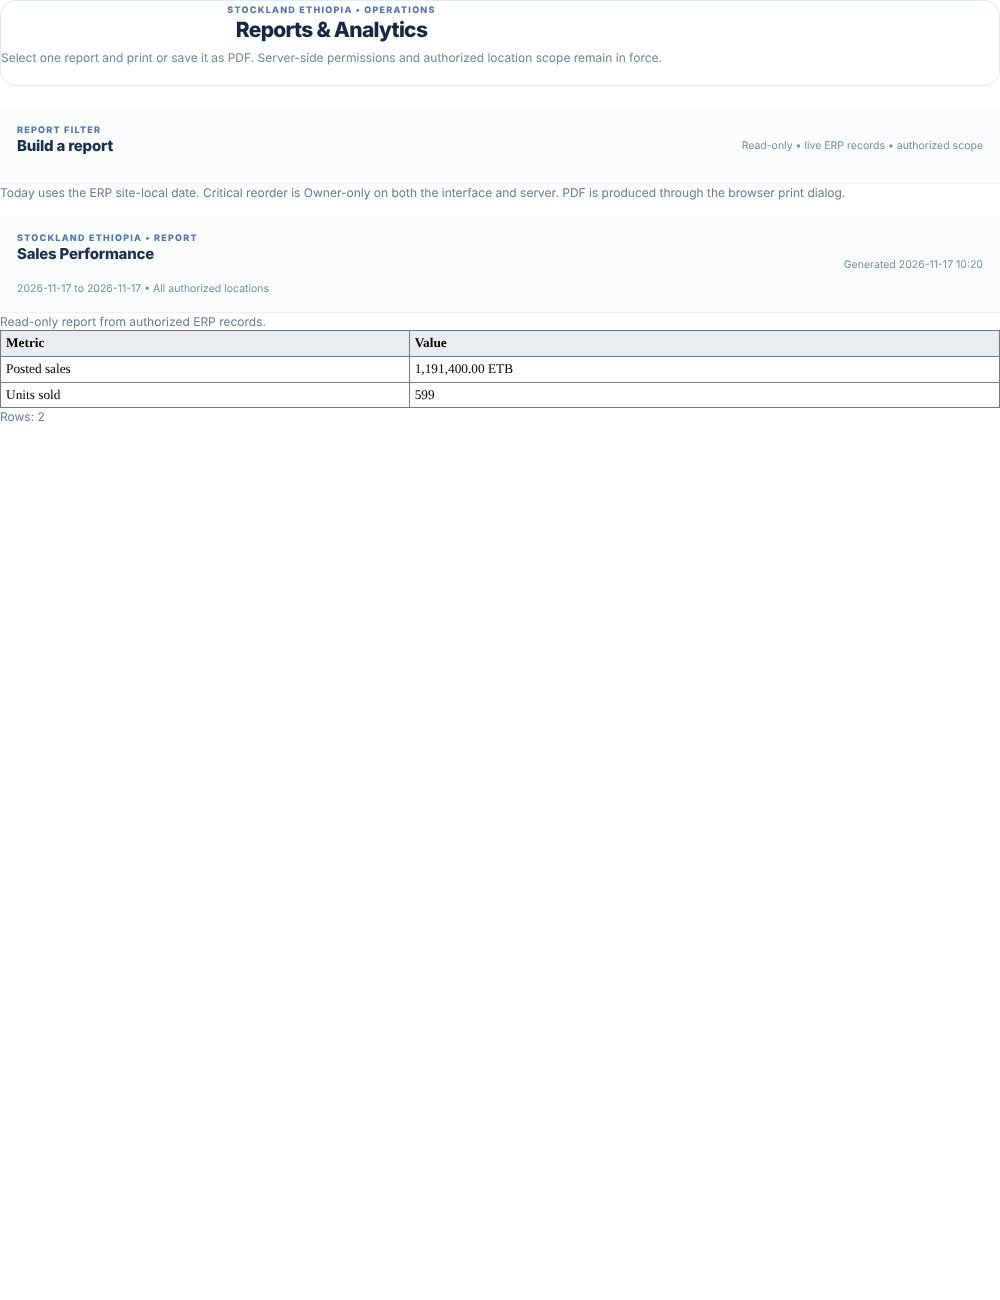 STOCKLAND ETHIOPIA • OPERATIONS
Reports & Analytics
Select one report and print or save it as PDF. Server-side permissions and authorized location scope remain in force.
REPORT FILTER
Build a report
Read-only • live ERP records • authorized scope
Today uses the ERP site-local date. Critical reorder is Owner-only on both the interface and server. PDF is produced through the browser print dialog.
STOCKLAND ETHIOPIA • REPORT
Sales Performance
Generated 2026-11-17 10:20
2026-11-17 to 2026-11-17 • All authorized locations
Read-only report from authorized ERP records.
Metric Value
Posted sales 1,191,400.00 ETB
Units sold 599
Rows: 2